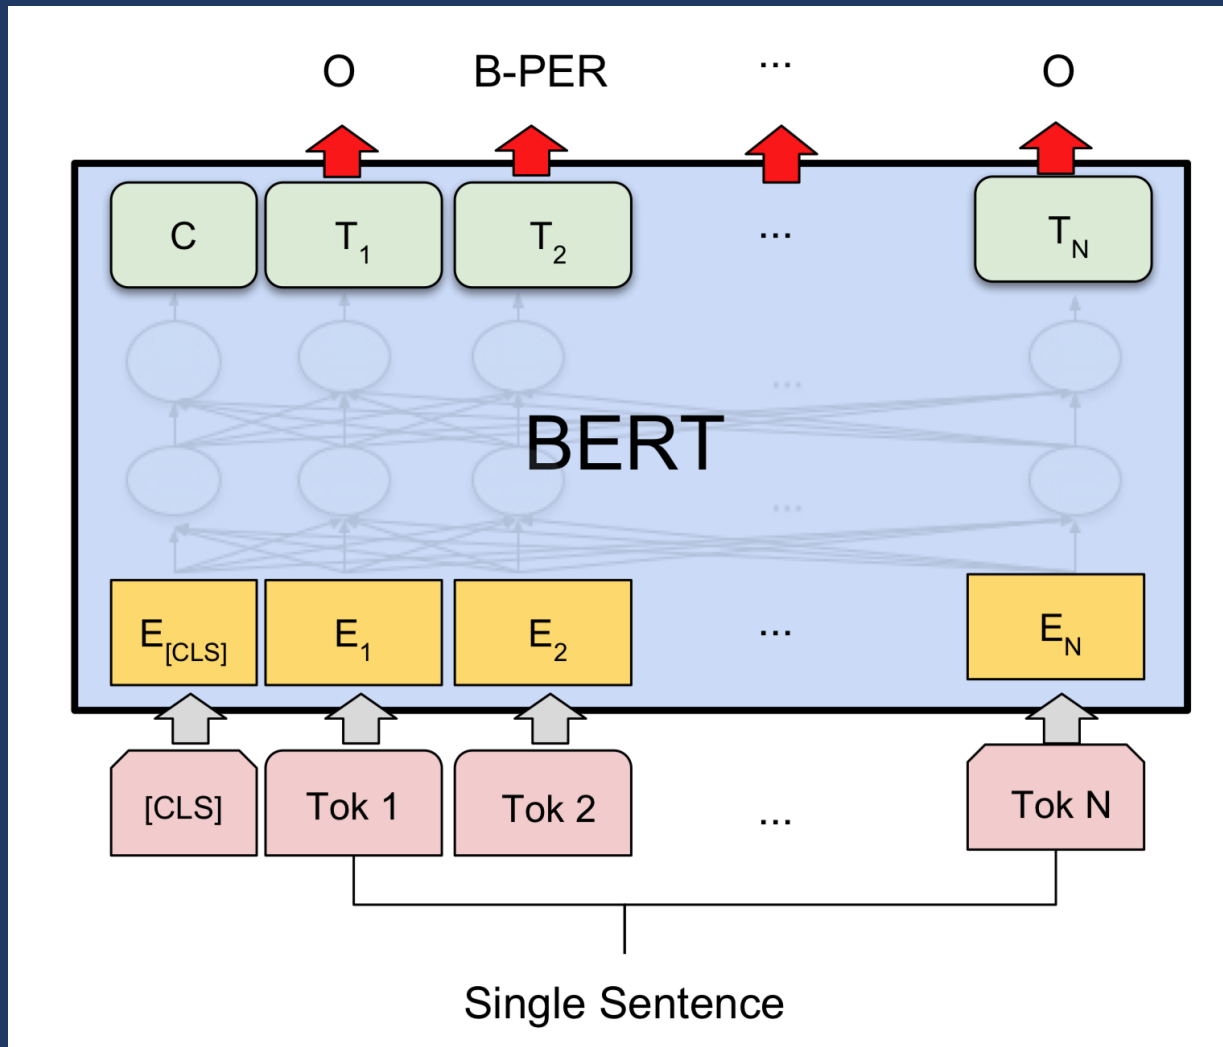 O B-PER ... O
C T1 T2 ... TN
...
BERT
...
E[CLS] E1 E2 ... EN
[CLS] Tok 1 Tok 2 ... Tok N
Single Sentence